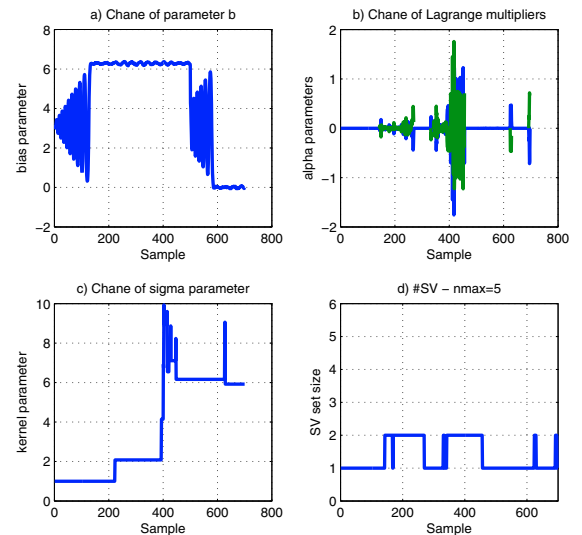 a) Chane of parameter b
bias parameter
8
6
4
2
0
−2
0 200 400 600 800
Sample
b) Chane of Lagrange multipliers
alpha parameters
2
1
0
−1
−2
0 200 400 600 800
Sample
c) Chane of sigma parameter
kernel parameter
10
8
6
4
2
0
0 200 400 600 800
Sample
d) #SV − nmax=5
SV set size
6
5
4
3
2
1
0
0 200 400 600
Sample